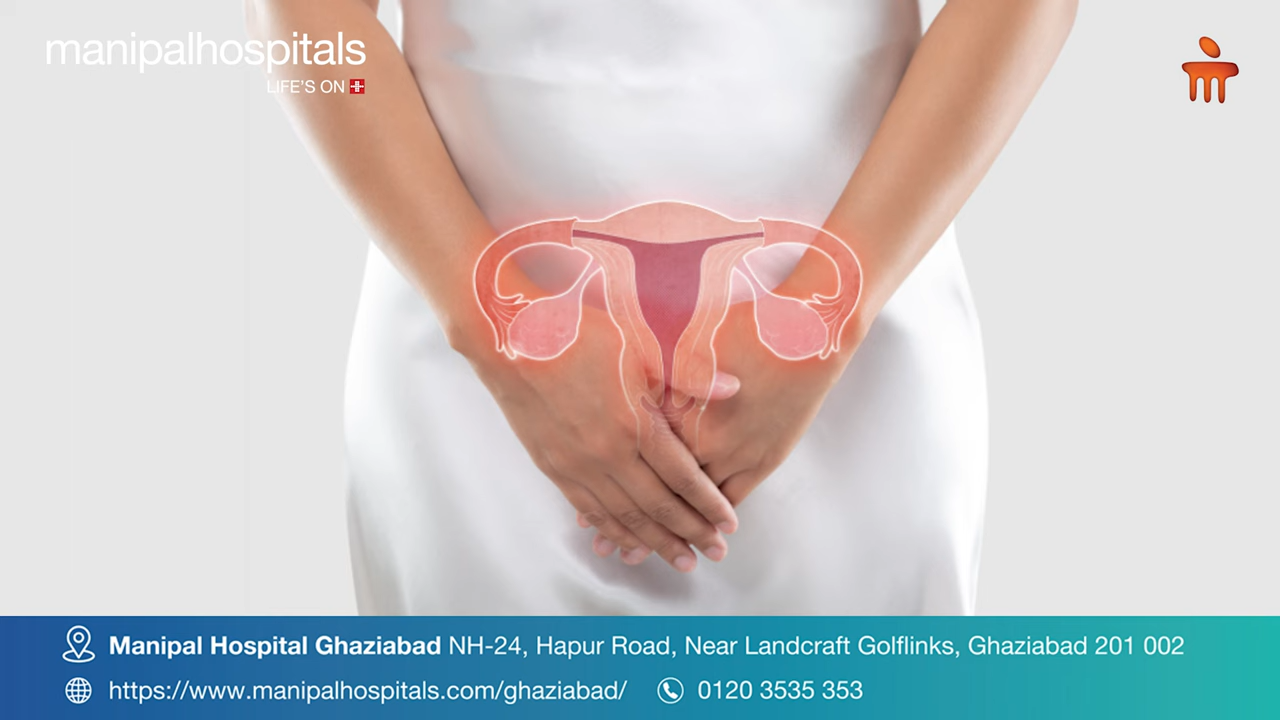 manipalhospitals
LIFE'S ON
Manipal Hospital Ghaziabad NH-24, Hapur Road, Near Landcraft Golflinks, Ghaziabad 201 002
https://www.manipalhospitals.com/ghaziabad/ 0120 3535 353